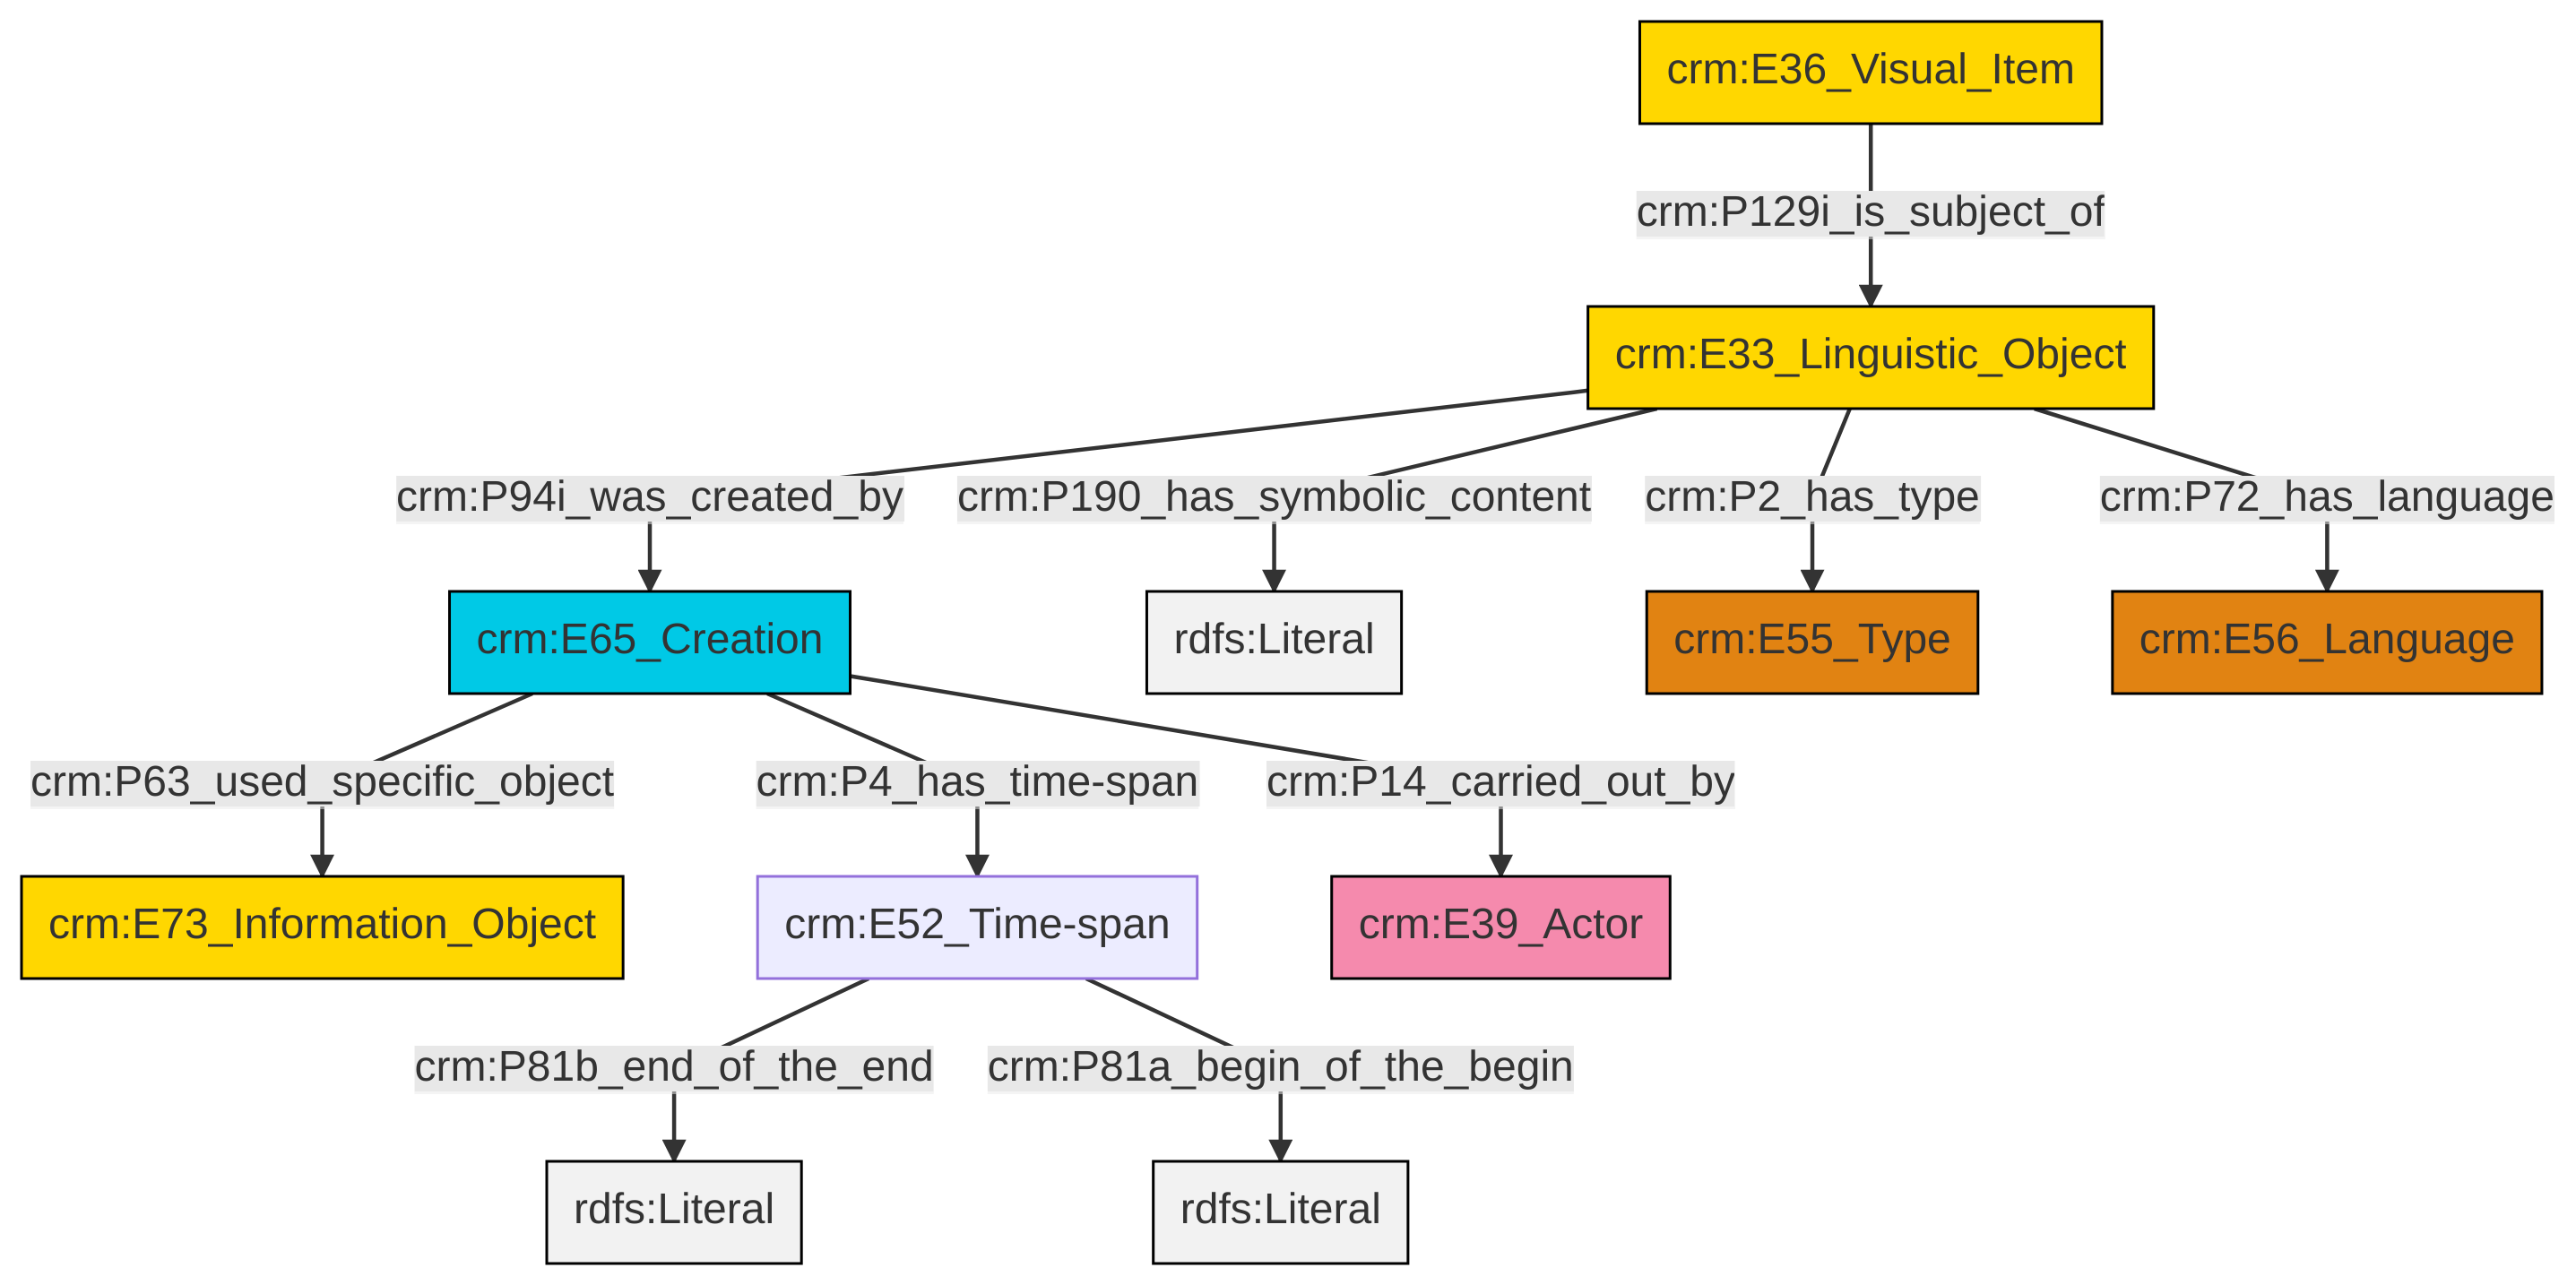 crm:E36_Visual_Item
crm:P129i_is_subject_of
crm:E33_Linguistic_Object
crm:P94i_was_created_by
crm:P190_has_symbolic_content
crm:P2_has_type
crm:P72_has_language
crm:E65_Creation
rdfs:Literal
crm:E55_Type
crm:E56_Language
crm:P63_used_specific_object
crm:P4_has_time-span
crm:P14_carried_out_by
crm:E73_Information_Object
crm:E52_Time-span
crm:E39_Actor
crm:P81b_end_of_the_end
crm:P81a_begin_of_the_begin
rdfs:Literal
rdfs:Literal